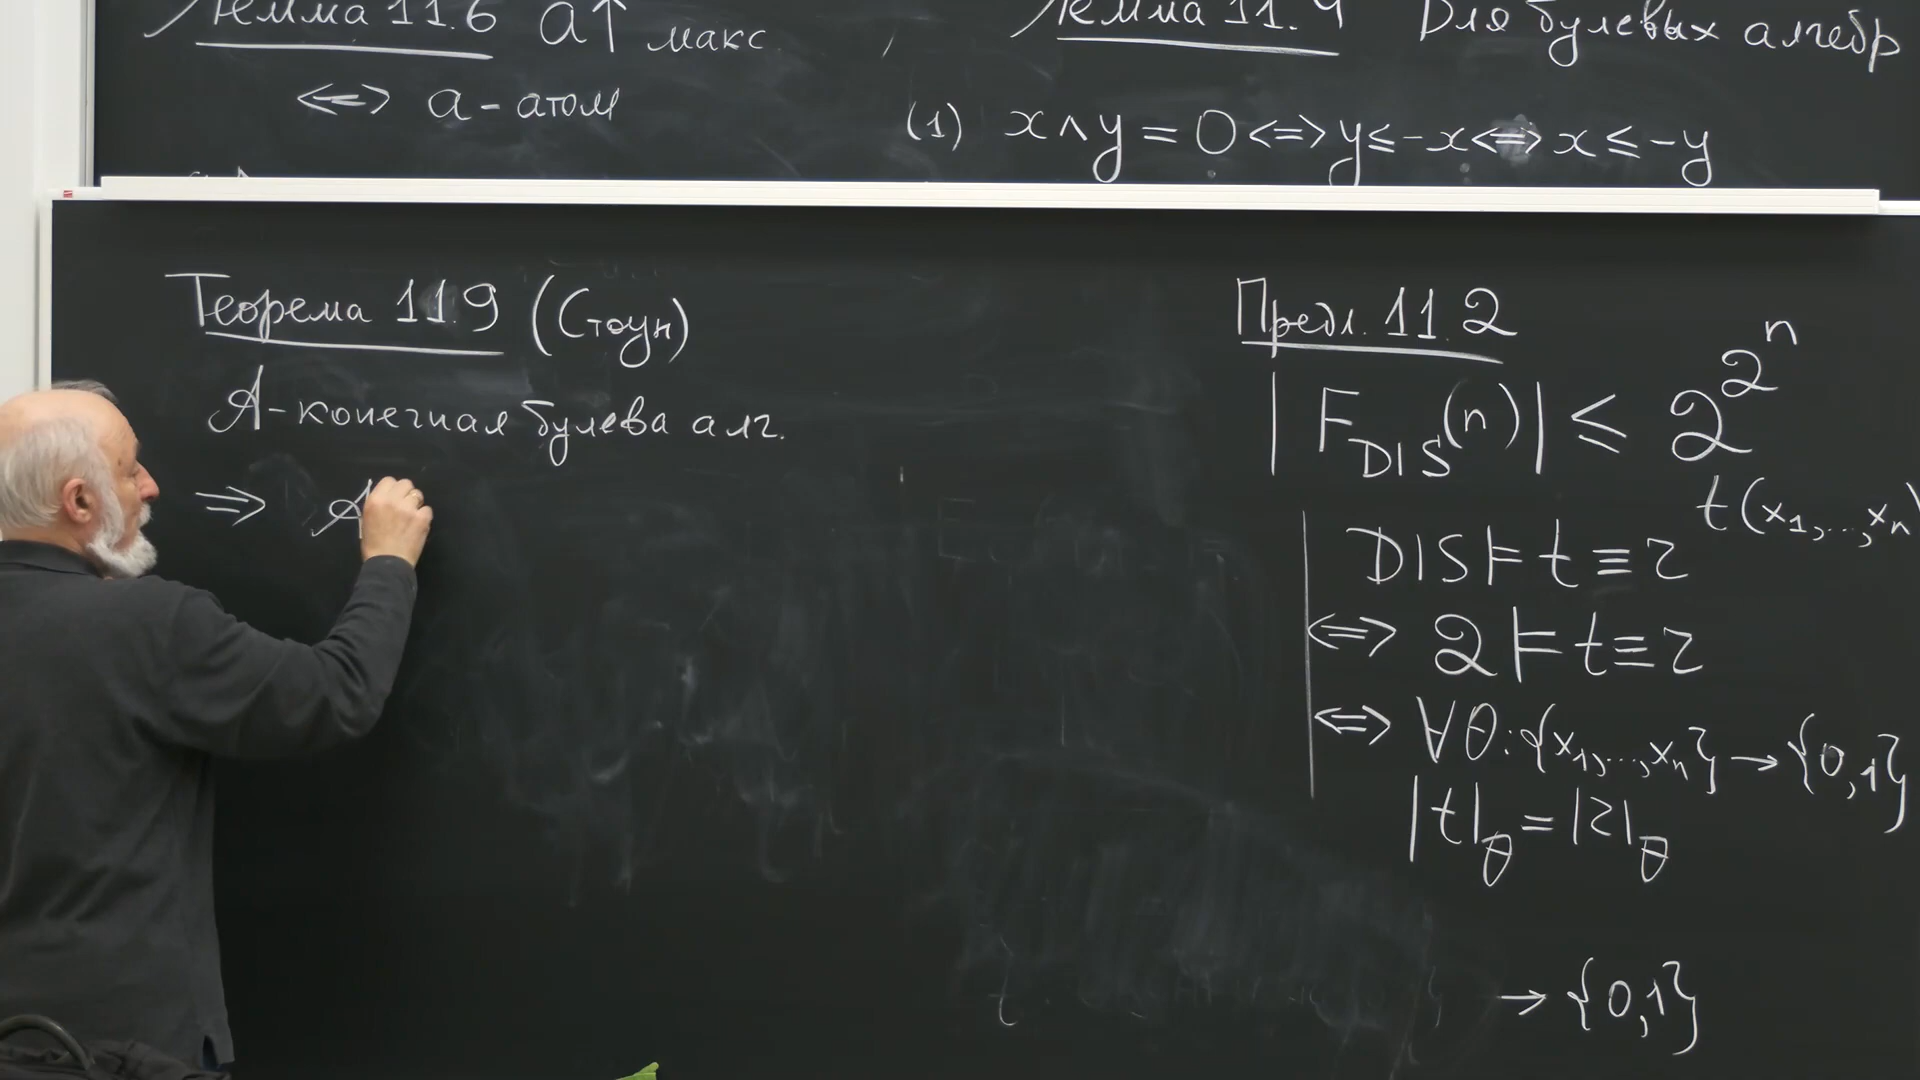 Лемма 11.6 a↑ макс
⇔ a - атом
Лемма 11.4 Для булевых алгебр
(1) x∧y = 0 ⇔ y ≤ -x ⇔ x ≤ -y
Теорема 11.9 (Стоун)
A - конечная булева алг.
⇒ A
Предл. 11.2
|F_DIS(n)| ≤ 2^2^n
t(x₁,...,xₙ)
DIS ⊨ t ≡ r
⇔ 2 ⊨ t ≡ r
⇔ ∀θ: {x₁,...,xₙ} → {0,1}
|t|_θ = |r|_θ
→ {0,1}